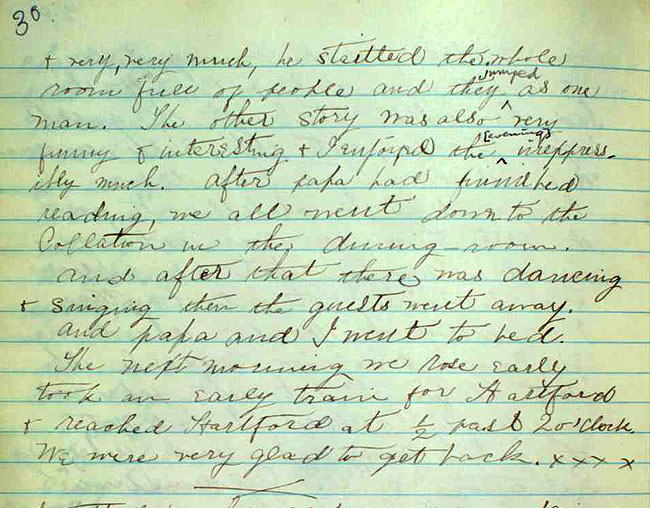 30
+ very, very much, he startled the whole
room full of people and they jumped as one
man. The other story was also very
funny & interesting + I enjoyed the evening inexpress-
ibly much. After papa had finnished
reading, we all went down to the
Collation in the dining-room.
and after that there was dancing
+ singing then the guests went away.
and papa and I went to bed.
The next morning we rose early
took an early train for Hartford
+ reached Hartford at ½ past 2 o'clock.
We were very glad to get back. x x x x